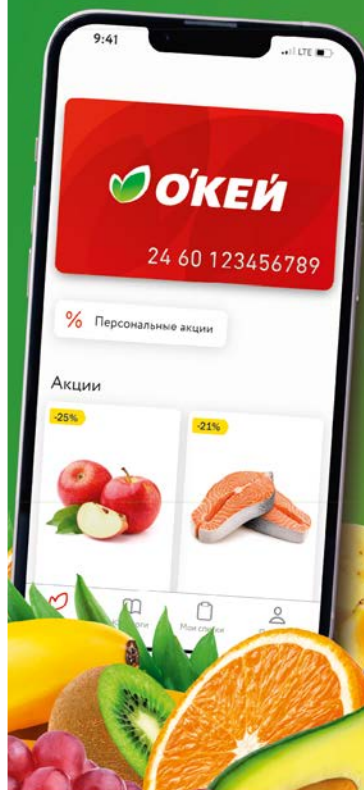 9:41
LTE
О'КЕЙ
24 60 123456789
% Персональные акции
Акции
-25%
-21%
Мои списки